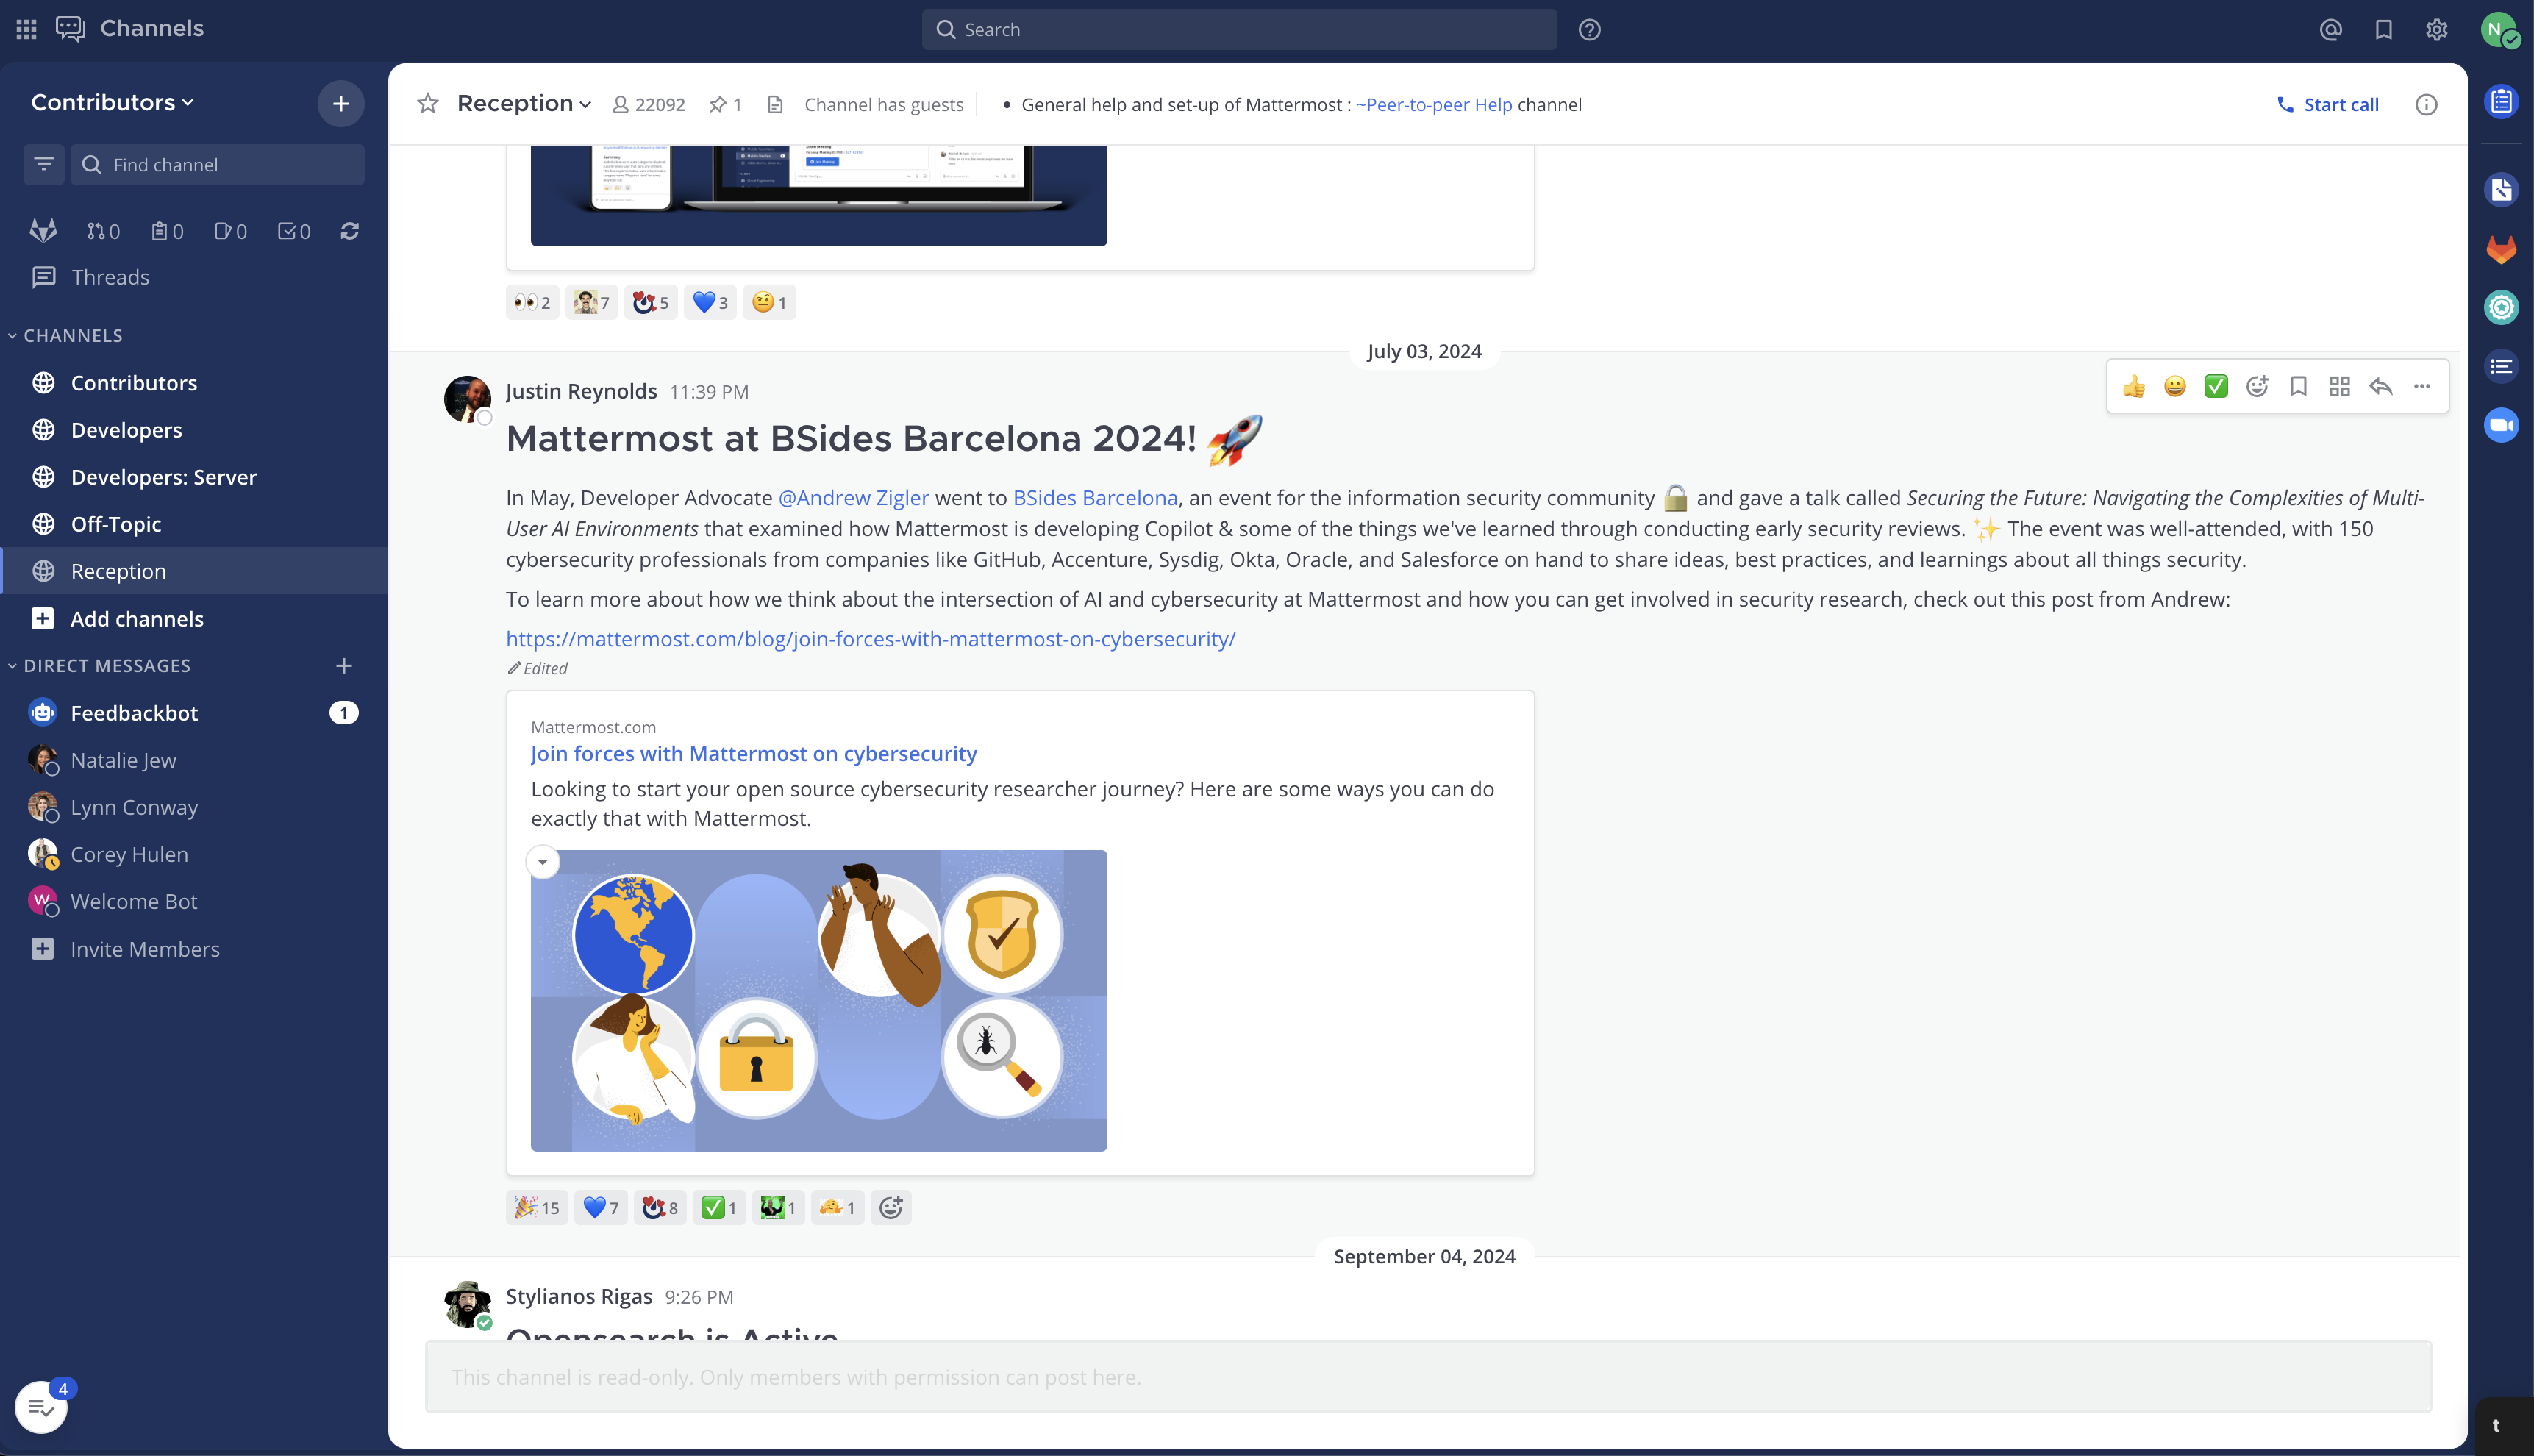 Channels
Search
N
Contributors
Find channel
0 0 0 0
Threads
CHANNELS
Contributors
Developers
Developers: Server
Off-Topic
Reception
Add channels
DIRECT MESSAGES
Feedbackbot 1
Natalie Jew
Lynn Conway
Corey Hulen
W Welcome Bot
Invite Members
4
Reception 22092 1 Channel has guests • General help and set-up of Mattermost : ~Peer-to-peer Help channel
Start call
Summary
2 7 5 3 1
July 03, 2024
Justin Reynolds 11:39 PM
Mattermost at BSides Barcelona 2024! 🚀
In May, Developer Advocate @Andrew Zigler went to BSides Barcelona, an event for the information security community 🔒 and gave a talk called Securing the Future: Navigating the Complexities of Multi-
User AI Environments that examined how Mattermost is developing Copilot & some of the things we've learned through conducting early security reviews. ✨ The event was well-attended, with 150
cybersecurity professionals from companies like GitHub, Accenture, Sysdig, Okta, Oracle, and Salesforce on hand to share ideas, best practices, and learnings about all things security.
To learn more about how we think about the intersection of AI and cybersecurity at Mattermost and how you can get involved in security research, check out this post from Andrew:
https://mattermost.com/blog/join-forces-with-mattermost-on-cybersecurity/
Edited
Mattermost.com
Join forces with Mattermost on cybersecurity
Looking to start your open source cybersecurity researcher journey? Here are some ways you can do
exactly that with Mattermost.
15 7 8 1 1 1
September 04, 2024
Stylianos Rigas 9:26 PM
Opensearch is Active
This channel is read-only. Only members with permission can post here.
t